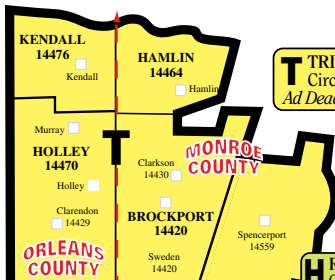 KENDALL
14476
Kendall
HAMLIN
14464
Hamlin
T TRI
Circ
Ad Dead
Murray
HOLLEY
14470
Holley
Clarendon
14429
T
Clarkson
14430
MONROE
COUNTY
BROCKPORT
14420
Sweden
14420
Spencerport
14559
ORLEANS
COUNTY
H